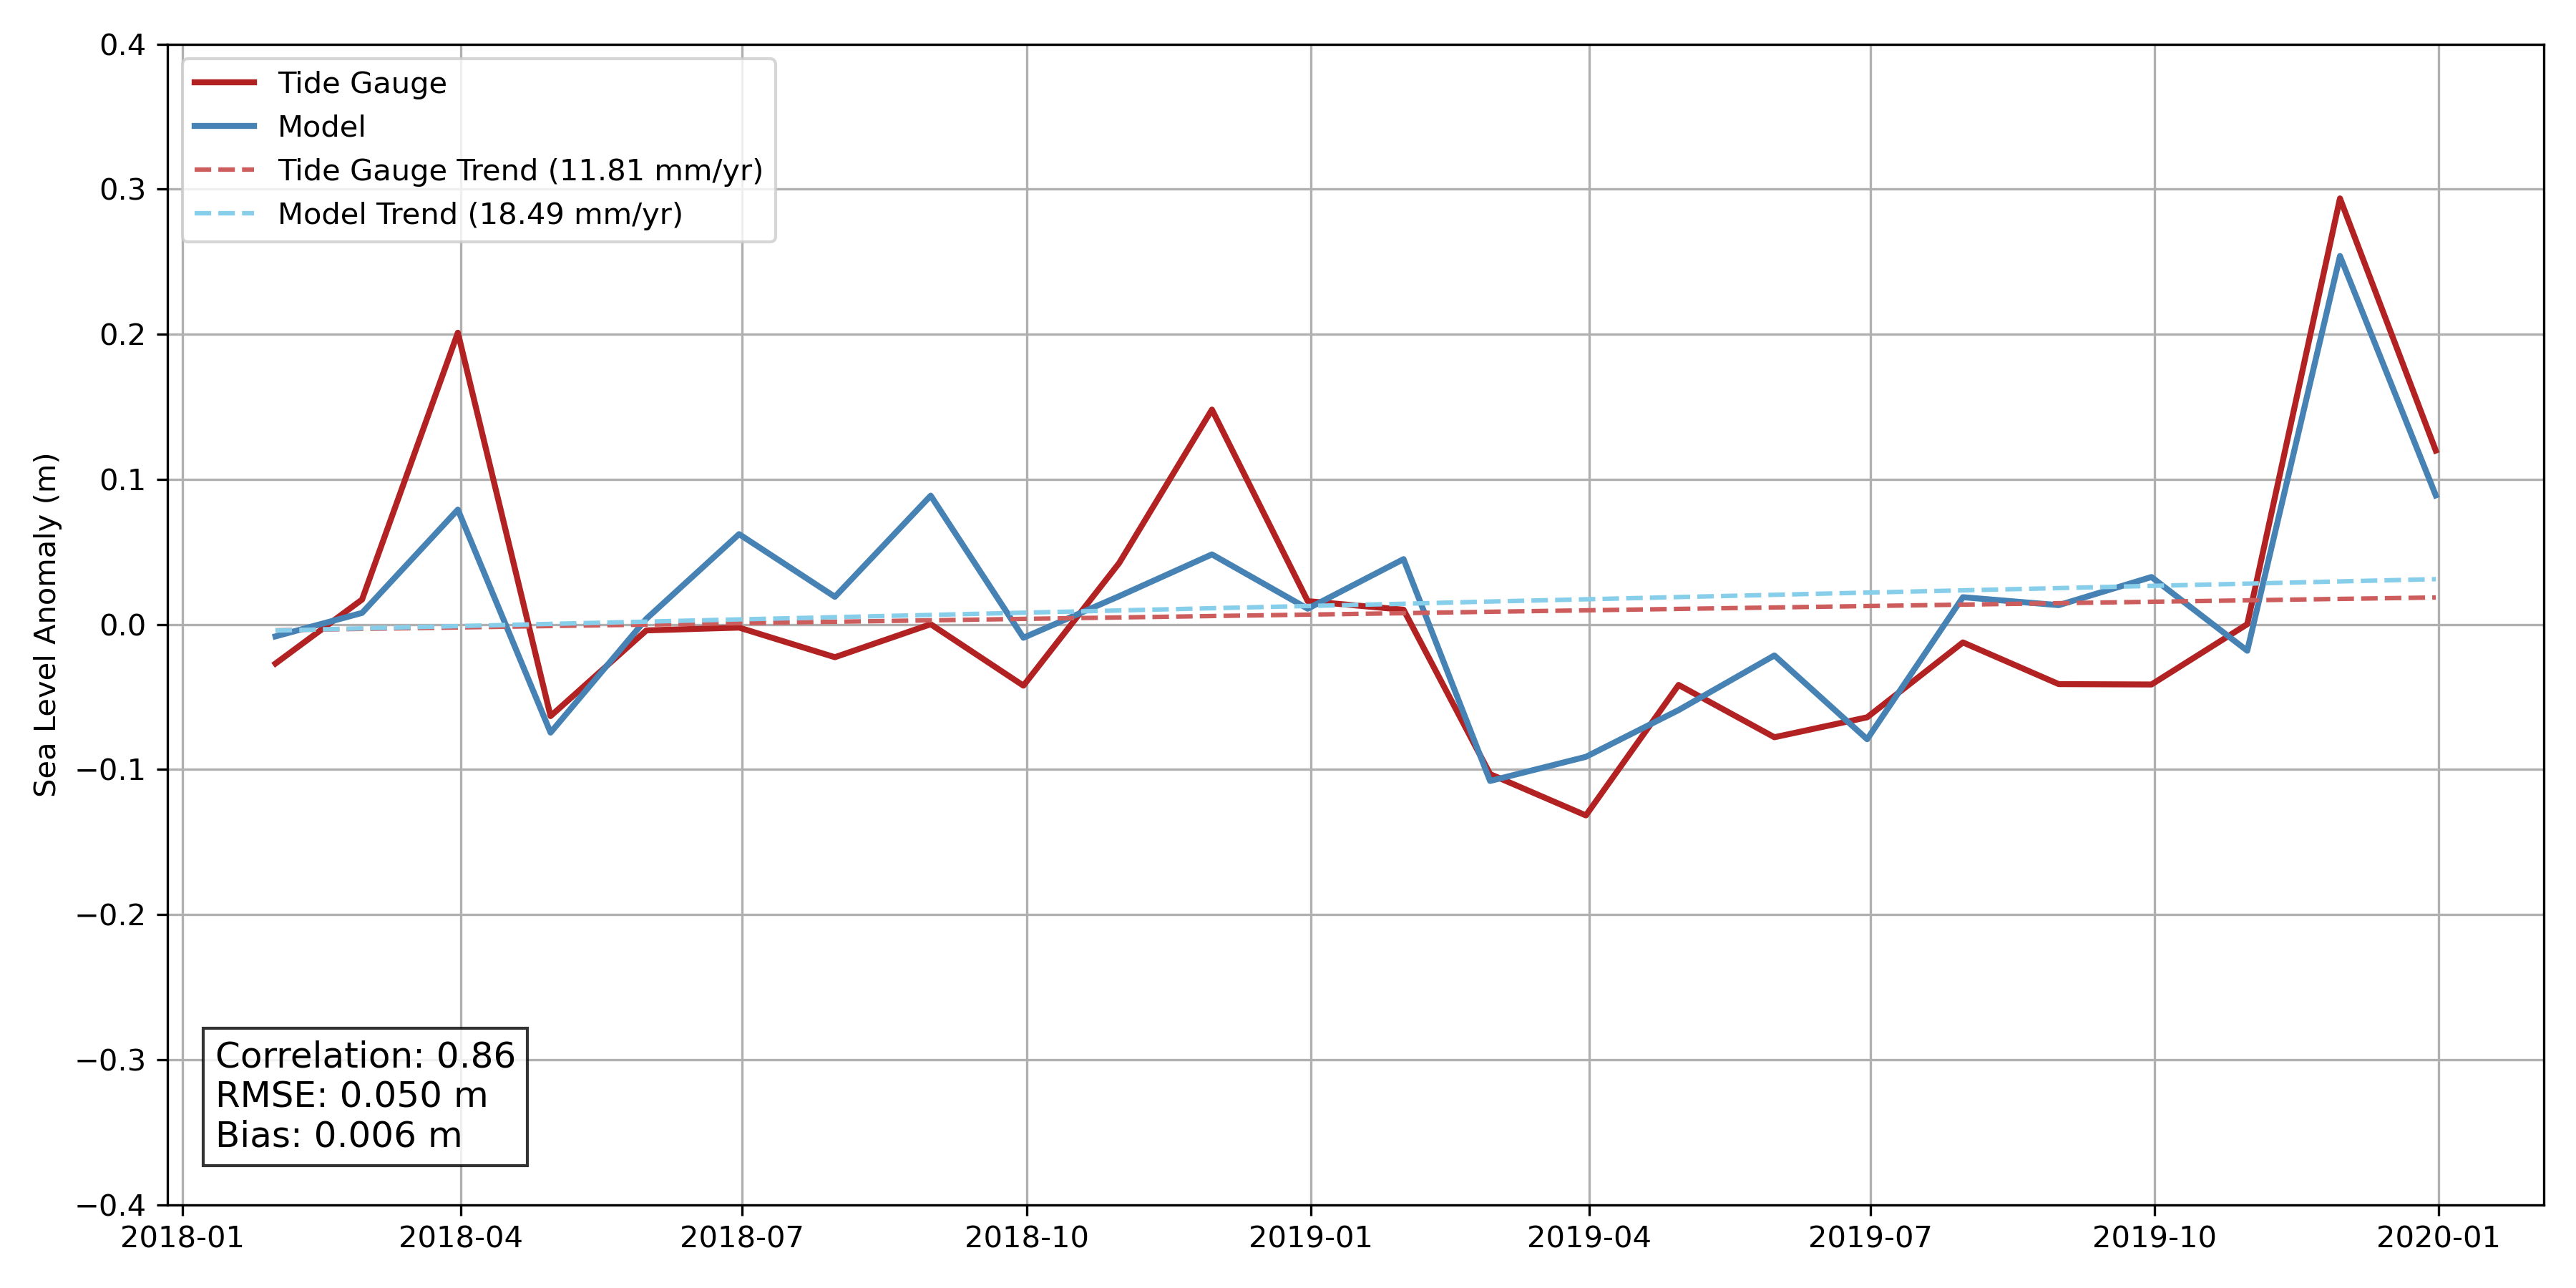 Tide Gauge
Model
Tide Gauge Trend (11.81 mm/yr)
Model Trend (18.49 mm/yr)
0.4
0.3
0.2
0.1
0.0
−0.1
−0.2
−0.3
−0.4
Sea Level Anomaly (m)
Correlation: 0.86
RMSE: 0.050 m
Bias: 0.006 m
2018-01 2018-04 2018-07 2018-10 2019-01 2019-04 2019-07 2019-10 2020-01